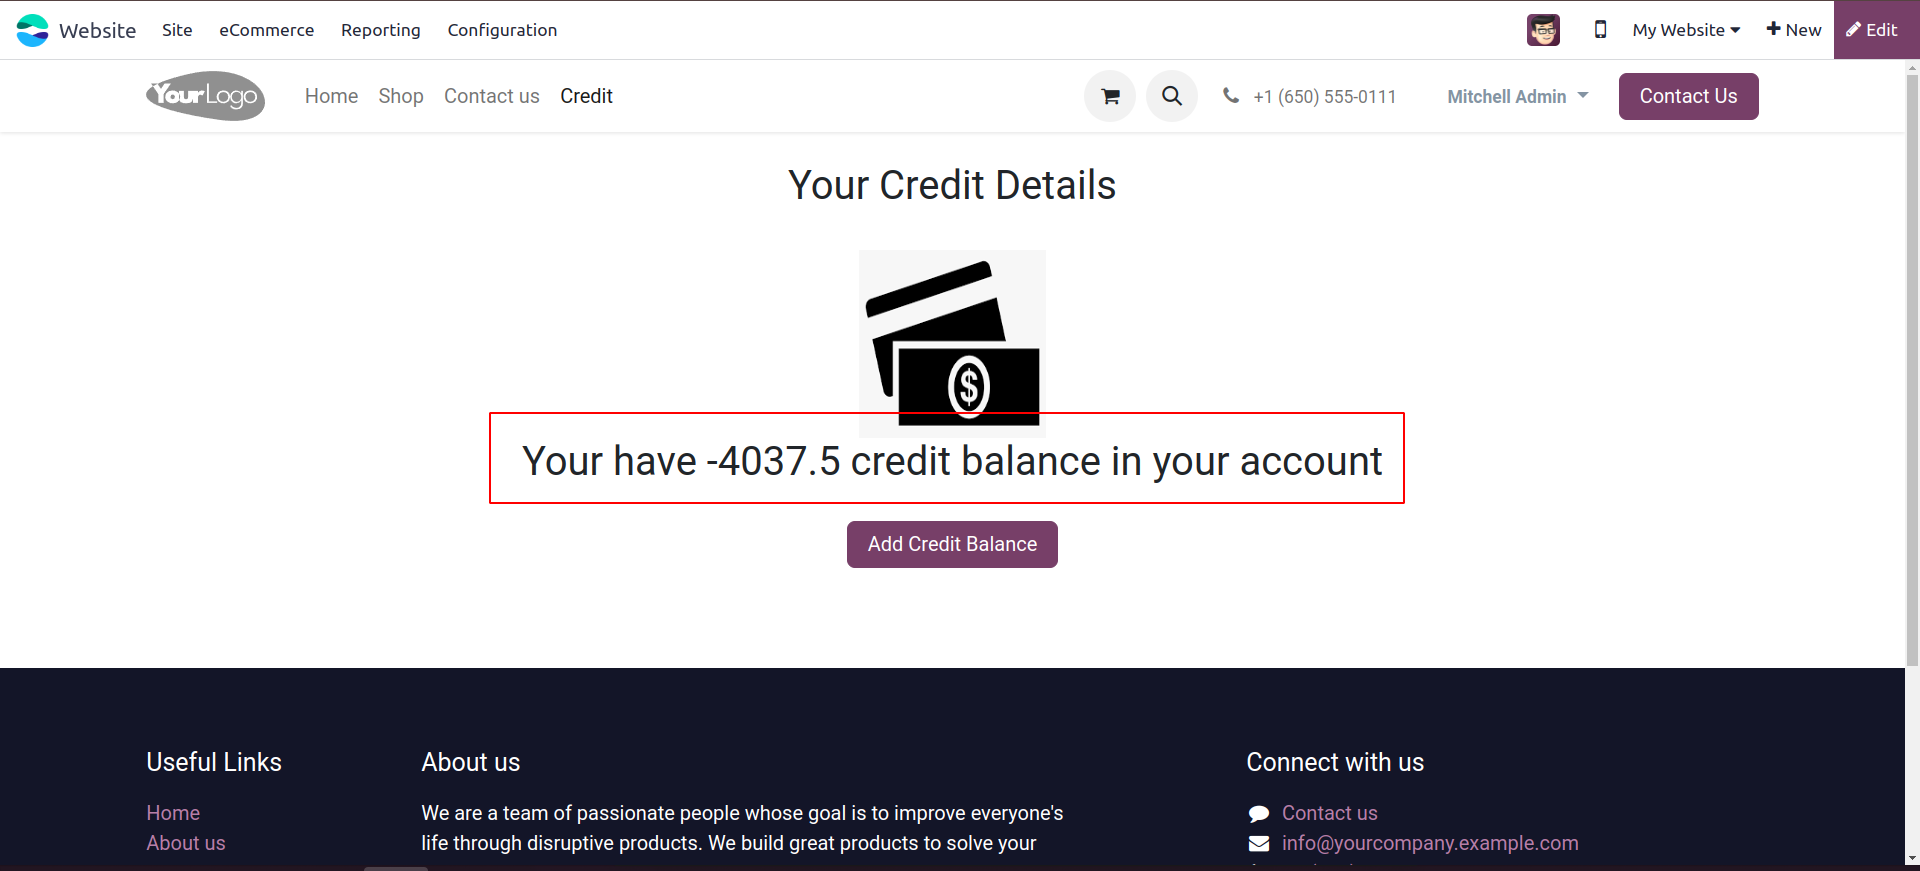 Website Site eCommerce Reporting Configuration My Website New Edit
YourLogo Home Shop Contact us Credit +1 (650) 555-0111 Mitchell Admin Contact Us
Your Credit Details
$
Your have -4037.5 credit balance in your account
Add Credit Balance
Useful Links
Home
About us
About us
We are a team of passionate people whose goal is to improve everyone's
life through disruptive products. We build great products to solve your
Connect with us
Contact us
info@yourcompany.example.com